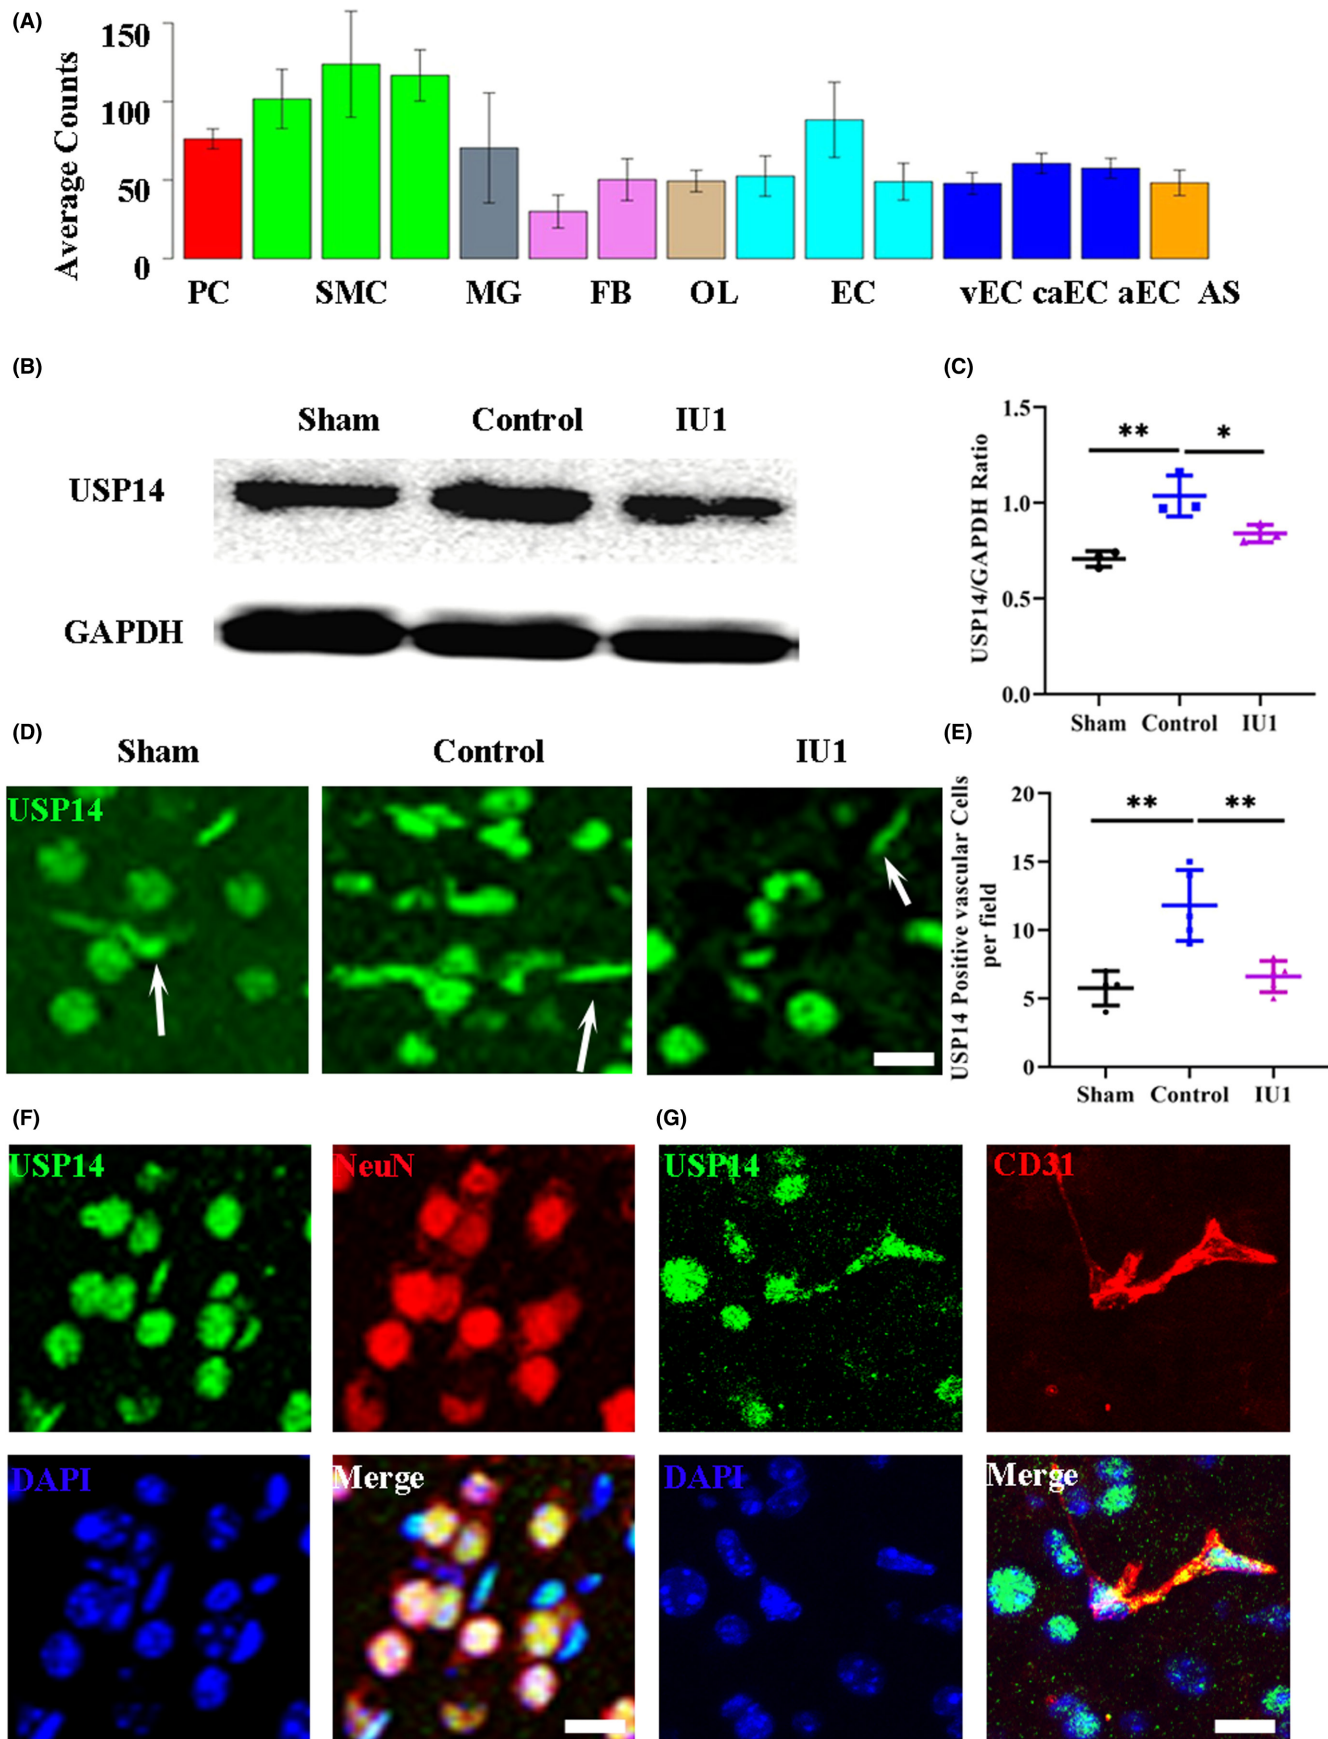 (A)
150
100
50
0
Average Counts
PC SMC MG FB OL EC vEC caEC aEC AS
(B)
Sham Control IU1
USP14
GAPDH
(C)
1.5
1.0
0.5
0.0
USP14/GAPDH Ratio
** *
Sham Control IU1
(D)
Sham Control IU1
USP14
(E)
20
15
10
5
0
USP14 Positive vascular Cells
per field
** **
Sham Control IU1
(F)
USP14 NeuN
DAPI Merge
(G)
USP14 CD31
DAPI Merge